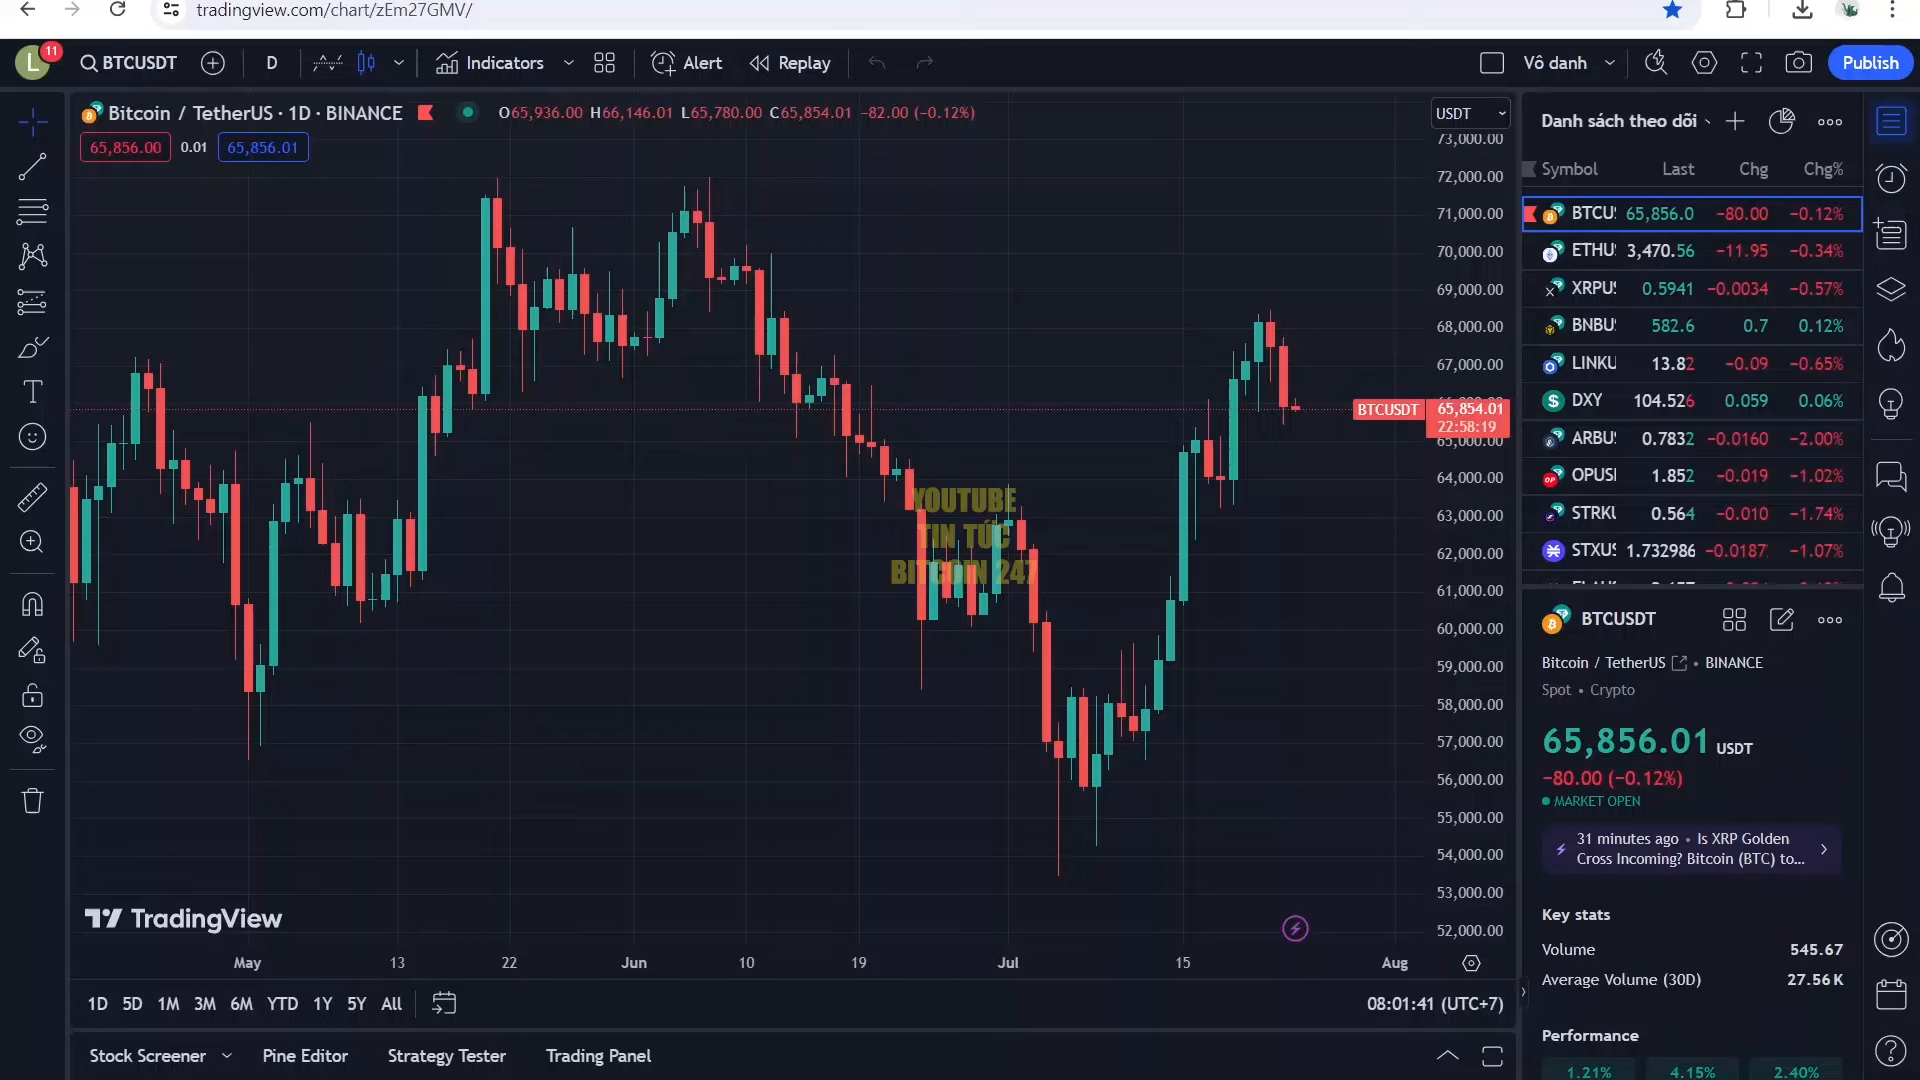 tradingview.com/chart/zEm27GMV/
L 11 BTCUSDT D Indicators Alert Replay Vô danh Publish
Bitcoin / TetherUS · 1D · BINANCE O65,936.00 H66,146.01 L65,780.00 C65,854.01 −82.00 (−0.12%)
65,856.00 0.01 65,856.01
USDT
73,000.00
72,000.00
71,000.00
70,000.00
69,000.00
68,000.00
67,000.00
BTCUSDT 65,854.01
22:58:19
65,000.00
64,000.00
63,000.00
62,000.00
61,000.00
60,000.00
59,000.00
58,000.00
57,000.00
56,000.00
55,000.00
54,000.00
53,000.00
52,000.00
YOUTUBE
TIN TỨC
BITCOIN 247
TradingView
May 13 22 Jun 10 19 Jul 15 Aug
1D 5D 1M 3M 6M YTD 1Y 5Y All 08:01:41 (UTC+7)
Stock Screener Pine Editor Strategy Tester Trading Panel
Danh sách theo dõi
Symbol Last Chg Chg%
BTCU 65,856.0 −80.00 −0.12%
ETHU 3,470.56 −11.95 −0.34%
XRPU 0.5941 −0.0034 −0.57%
BNBU 582.6 0.7 0.12%
LINKU 13.82 −0.09 −0.65%
DXY 104.526 0.059 0.06%
ARBU 0.7832 −0.0160 −2.00%
OPUS 1.852 −0.019 −1.02%
STRK 0.564 −0.010 −1.74%
STXU 1.732986 −0.0187 −1.07%
BTCUSDT
Bitcoin / TetherUS • BINANCE
Spot • Crypto
65,856.01 USDT
−80.00 (−0.12%)
MARKET OPEN
31 minutes ago • Is XRP Golden
Cross Incoming? Bitcoin (BTC) to...
Key stats
Volume 545.67
Average Volume (30D) 27.56K
Performance
1.21% 4.15% 2.40%